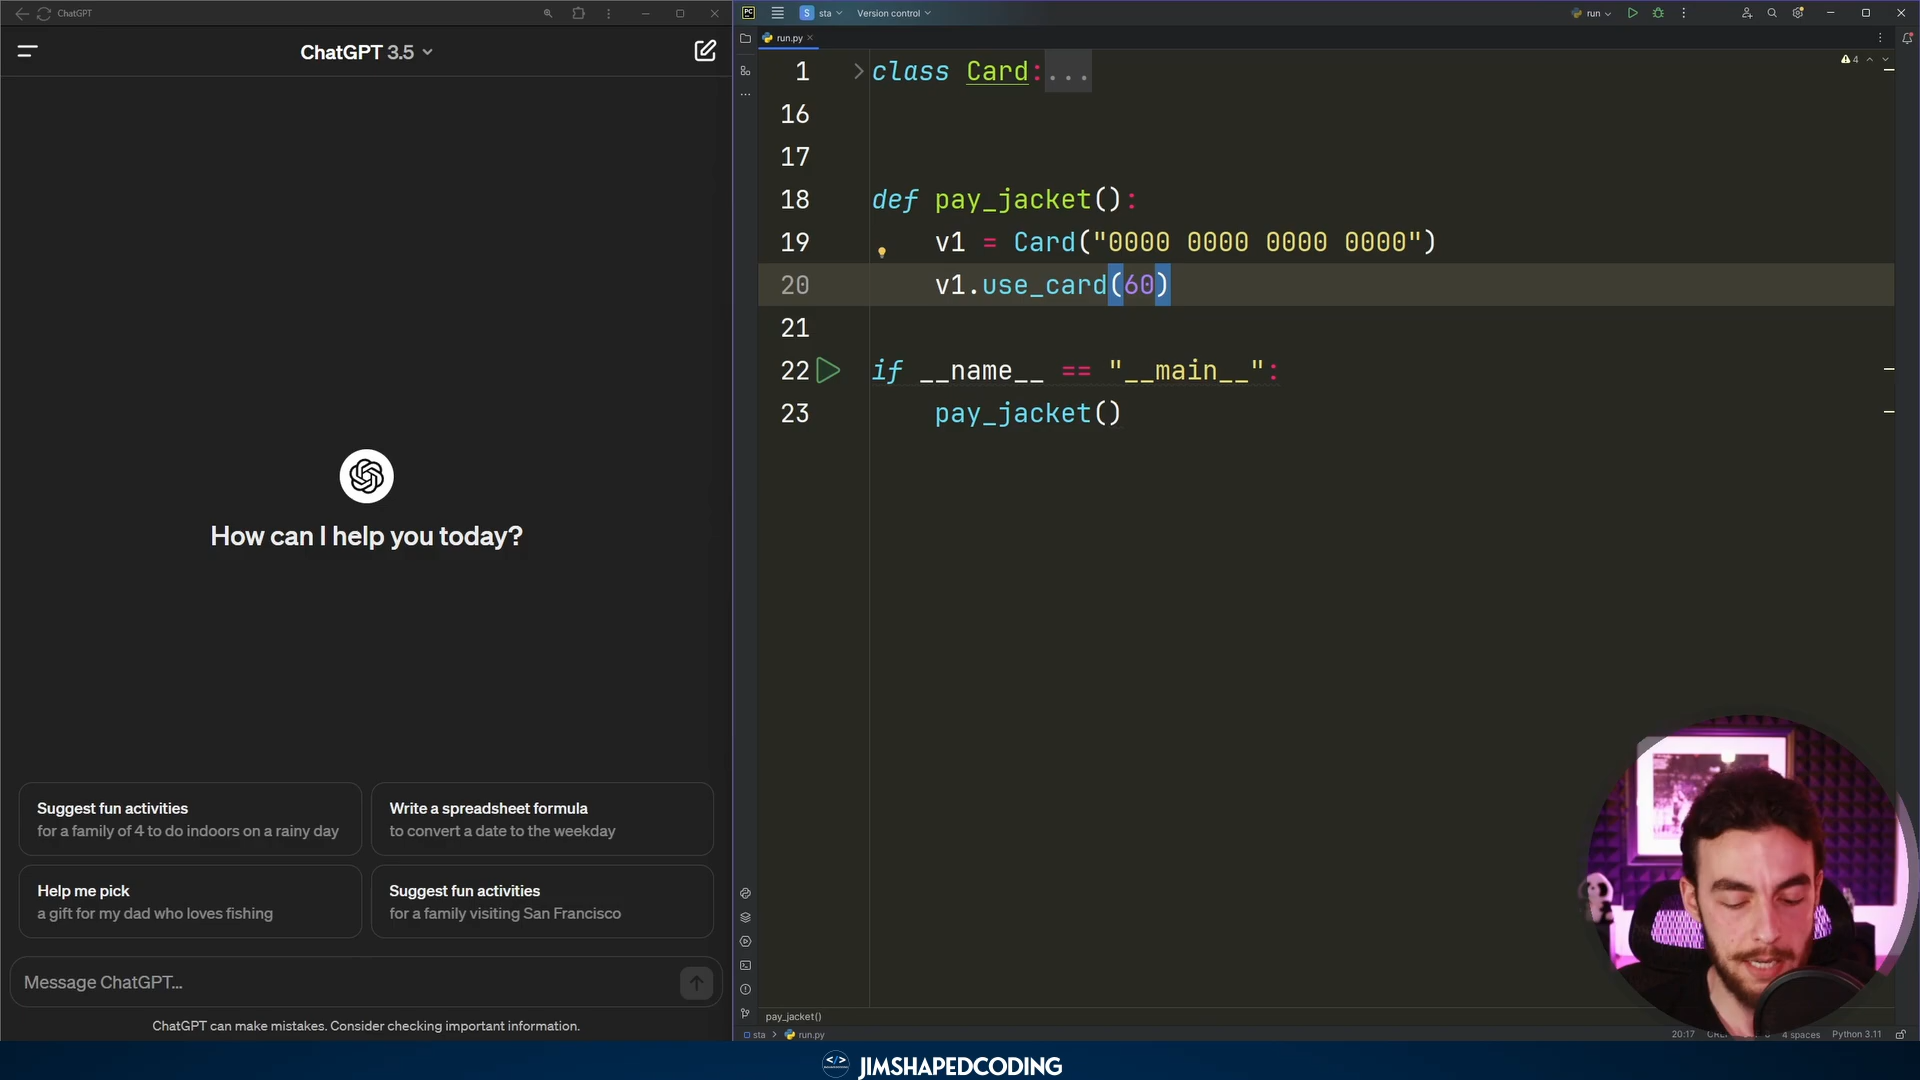 ChatGPT
ChatGPT 3.5
How can I help you today?
Suggest fun activities
for a family of 4 to do indoors on a rainy day
Write a spreadsheet formula
to convert a date to the weekday
Help me pick
a gift for my dad who loves fishing
Suggest fun activities
for a family visiting San Francisco
Message ChatGPT...
ChatGPT can make mistakes. Consider checking important information.
PC S sta Version control run
run.py
4
1 class Card:...
16
17
18 def pay_jacket():
19 v1 = Card("0000 0000 0000 0000")
20 v1.use_card(60)
21
22 if __name__ == "__main__":
23 pay_jacket()
pay_jacket()
sta > run.py
20:17 4 spaces Python 3.11
</> JIMSHAPEDCODING